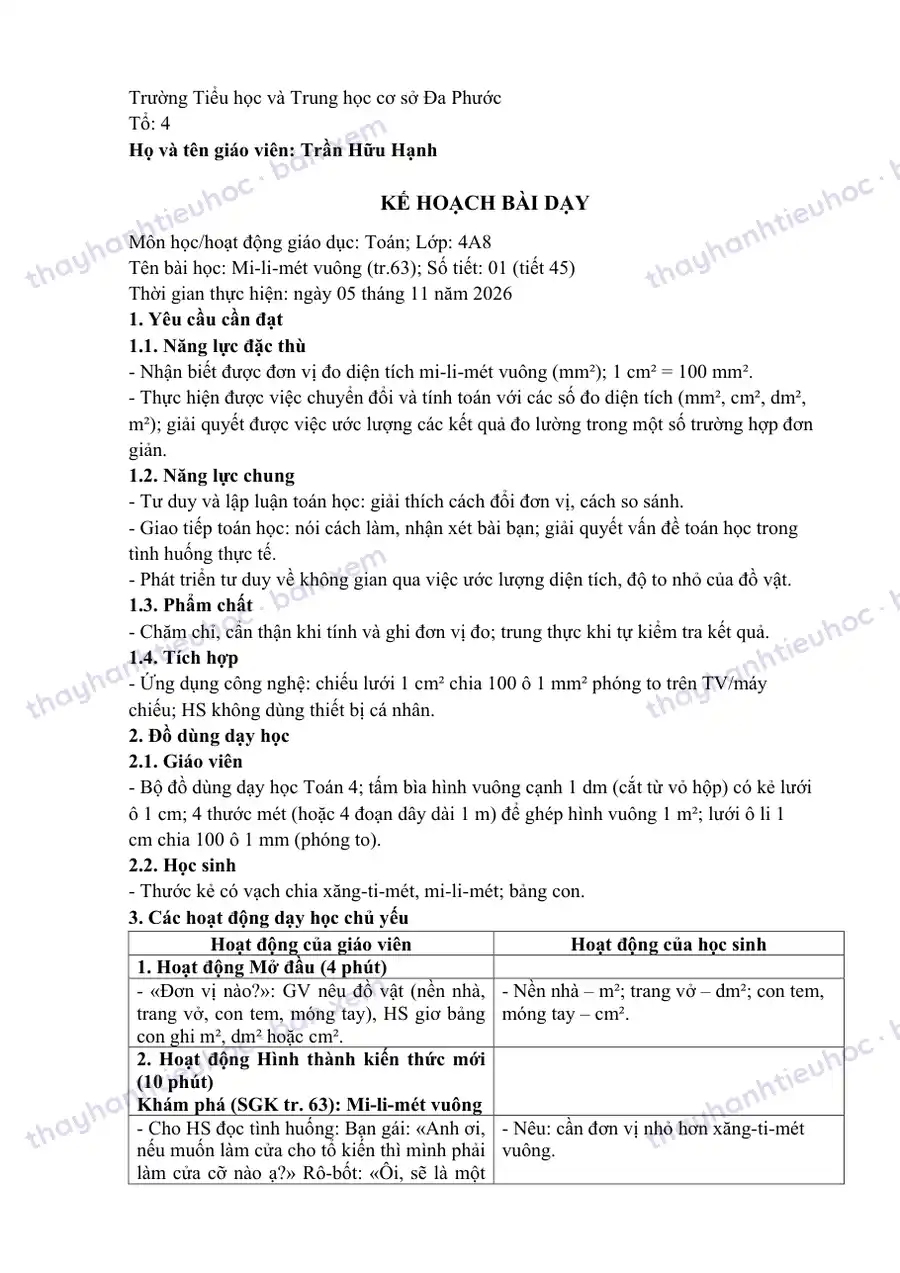 Trường Tiểu học và Trung học cơ sở Đa Phước
Tổ: 4
Họ và tên giáo viên: Trần Hữu Hạnh
KẾ HOẠCH BÀI DẠY
Môn học/hoạt động giáo dục: Toán; Lớp: 4A8
Tên bài học: Mi-li-mét vuông (tr.63); Số tiết: 01 (tiết 45)
Thời gian thực hiện: ngày 05 tháng 11 năm 2026
1. Yêu cầu cần đạt
1.1. Năng lực đặc thù
- Nhận biết được đơn vị đo diện tích mi-li-mét vuông (mm²); 1 cm² = 100 mm².
- Thực hiện được việc chuyển đổi và tính toán với các số đo diện tích (mm², cm², dm²,
m²); giải quyết được việc ước lượng các kết quả đo lường trong một số trường hợp đơn
giản.
1.2. Năng lực chung
- Tư duy và lập luận toán học: giải thích cách đổi đơn vị, cách so sánh.
- Giao tiếp toán học: nói cách làm, nhận xét bài bạn; giải quyết vấn đề toán học trong
tình huống thực tế.
- Phát triển tư duy về không gian qua việc ước lượng diện tích, độ to nhỏ của đồ vật.
1.3. Phẩm chất
- Chăm chỉ, cẩn thận khi tính và ghi đơn vị đo; trung thực khi tự kiểm tra kết quả.
1.4. Tích hợp
- Ứng dụng công nghệ: chiếu lưới 1 cm² chia 100 ô 1 mm² phóng to trên TV/máy
chiếu; HS không dùng thiết bị cá nhân.
2. Đồ dùng dạy học
2.1. Giáo viên
- Bộ đồ dùng dạy học Toán 4; tấm bìa hình vuông cạnh 1 dm (cắt từ vỏ hộp) có kẻ lưới
ô 1 cm; 4 thước mét (hoặc 4 đoạn dây dài 1 m) để ghép hình vuông 1 m²; lưới ô li 1
cm chia 100 ô 1 mm (phóng to).
2.2. Học sinh
- Thước kẻ có vạch chia xăng-ti-mét, mi-li-mét; bảng con.
3. Các hoạt động dạy học chủ yếu
Hoạt động của giáo viên
Hoạt động của học sinh
1. Hoạt động Mở đầu (4 phút)
- «Đơn vị nào?»: GV nêu đồ vật (nền nhà,
trang vở, con tem, móng tay), HS giơ bảng
con ghi m², dm² hoặc cm².
- Nền nhà – m²; trang vở – dm²; con tem,
móng tay – cm².
2. Hoạt động Hình thành kiến thức mới
(10 phút)
Khám phá (SGK tr. 63): Mi-li-mét vuông
- Cho HS đọc tình huống: Bạn gái: «Anh ơi,
nếu muốn làm cửa cho tổ kiến thì mình phải
làm cửa cỡ nào ạ?» Rô-bốt: «Ôi, sẽ là một
- Nêu: cần đơn vị nhỏ hơn xăng-ti-mét
vuông.
thayhanhtieuhoc · bản xem
thayhanhtieuhoc · b
thayhanhtieuhoc · bản xem
thayhanhtieuhoc · b
thayhanhtieuhoc · bản xem
thayhanhtieuhoc · b